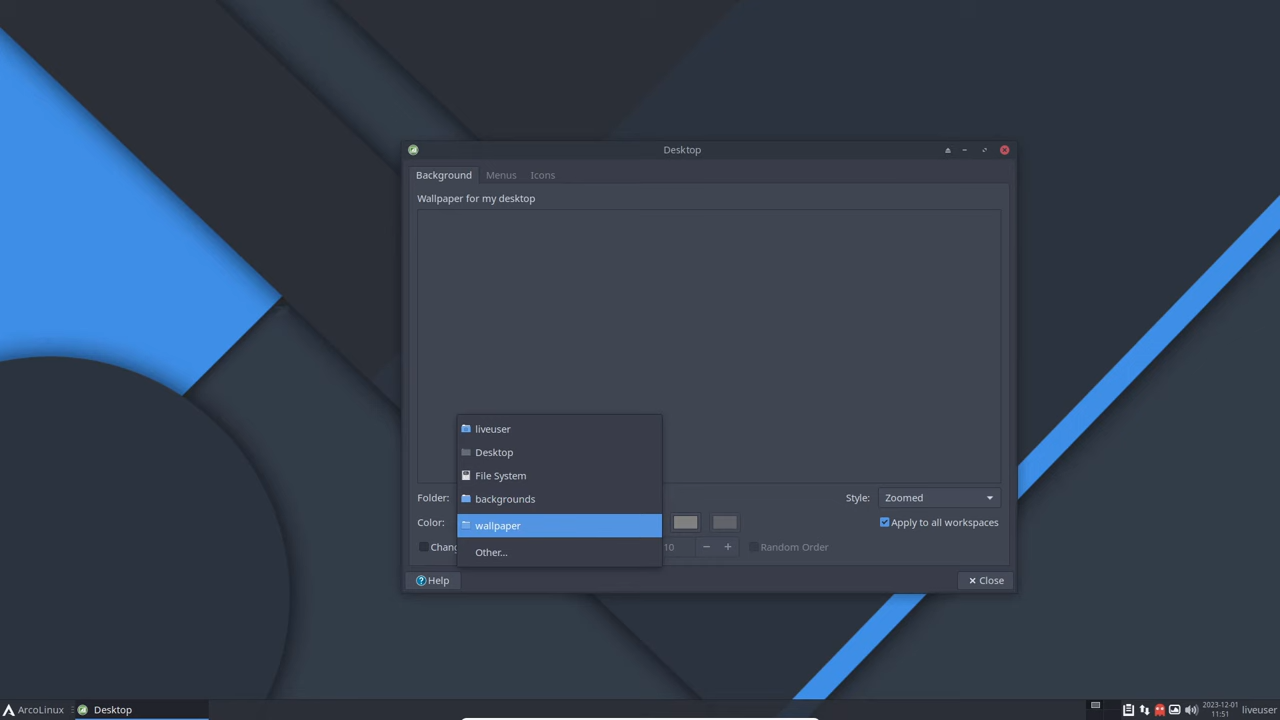 Desktop
Background Menus Icons
Wallpaper for my desktop
liveuser
Desktop
File System
backgrounds
wallpaper
Other...
Folder:
Style: Zoomed
Color:
Apply to all workspaces
Chang
10
Random Order
Help
Close
ArcoLinux
Desktop
2023-12-01
11:51
liveuser